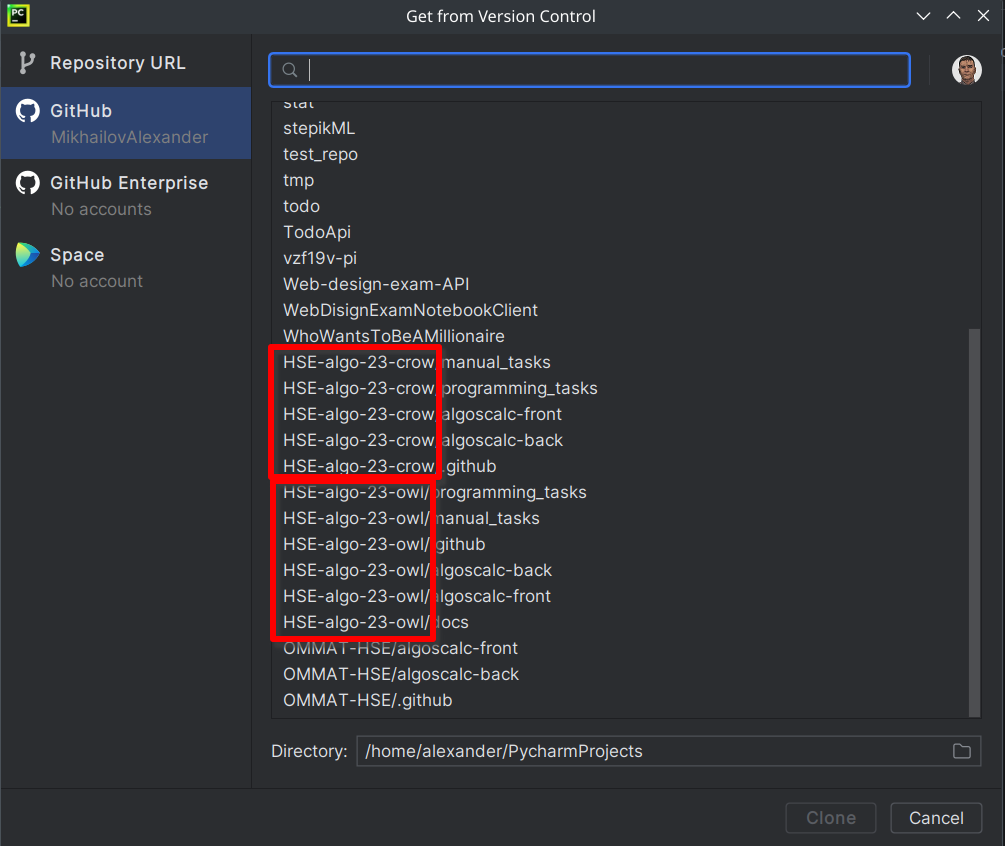 PC
Get from Version Control
Repository URL
GitHub
MikhailovAlexander
GitHub Enterprise
No accounts
Space
No account
stat
stepikML
test_repo
tmp
todo
TodoApi
vzf19v-pi
Web-design-exam-API
WebDisignExamNotebookClient
WhoWantsToBeAMillionaire
HSE-algo-23-crow/manual_tasks
HSE-algo-23-crow/programming_tasks
HSE-algo-23-crow/algoscalc-front
HSE-algo-23-crow/algoscalc-back
HSE-algo-23-crow/.github
HSE-algo-23-owl/programming_tasks
HSE-algo-23-owl/manual_tasks
HSE-algo-23-owl/.github
HSE-algo-23-owl/algoscalc-back
HSE-algo-23-owl/algoscalc-front
HSE-algo-23-owl/docs
OMMAT-HSE/algoscalc-front
OMMAT-HSE/algoscalc-back
OMMAT-HSE/.github
Directory: /home/alexander/PycharmProjects
Clone Cancel